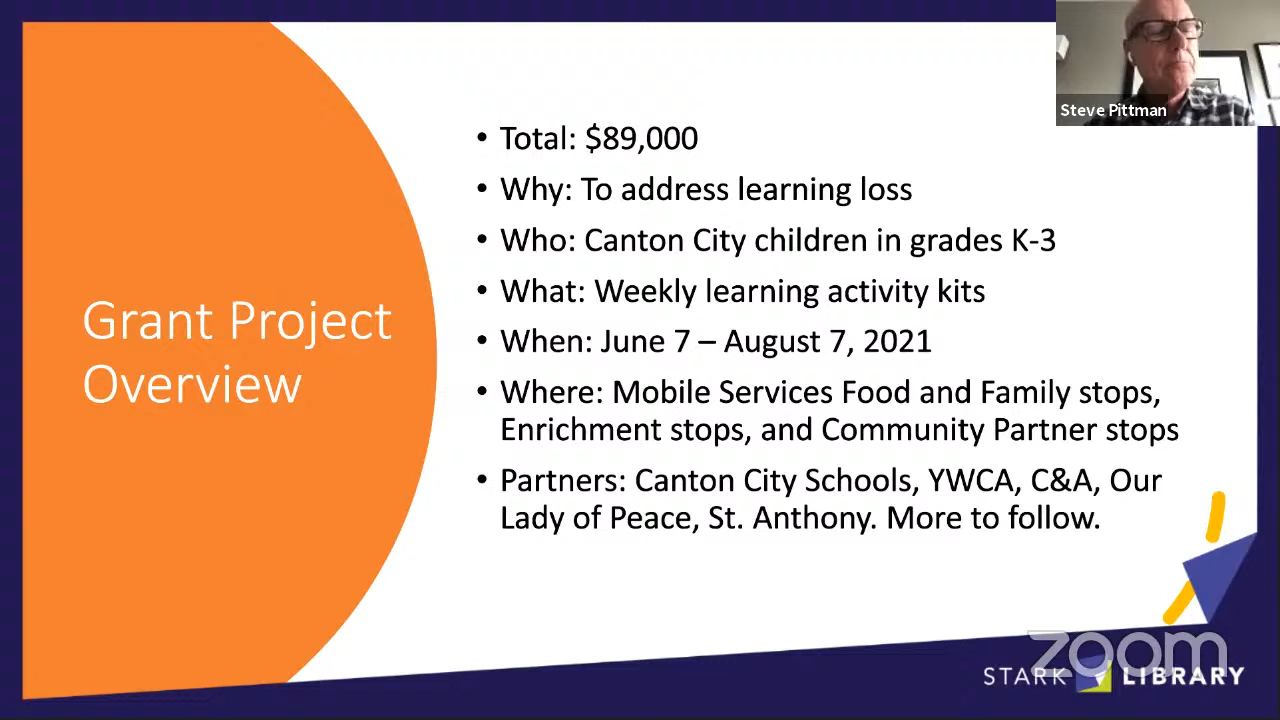 Steve Pittman
Grant Project
Overview
• Total: $89,000
• Why: To address learning loss
• Who: Canton City children in grades K-3
• What: Weekly learning activity kits
• When: June 7 – August 7, 2021
• Where: Mobile Services Food and Family stops,
Enrichment stops, and Community Partner stops
• Partners: Canton City Schools, YWCA, C&A, Our
Lady of Peace, St. Anthony. More to follow.
zoom
STARK LIBRARY